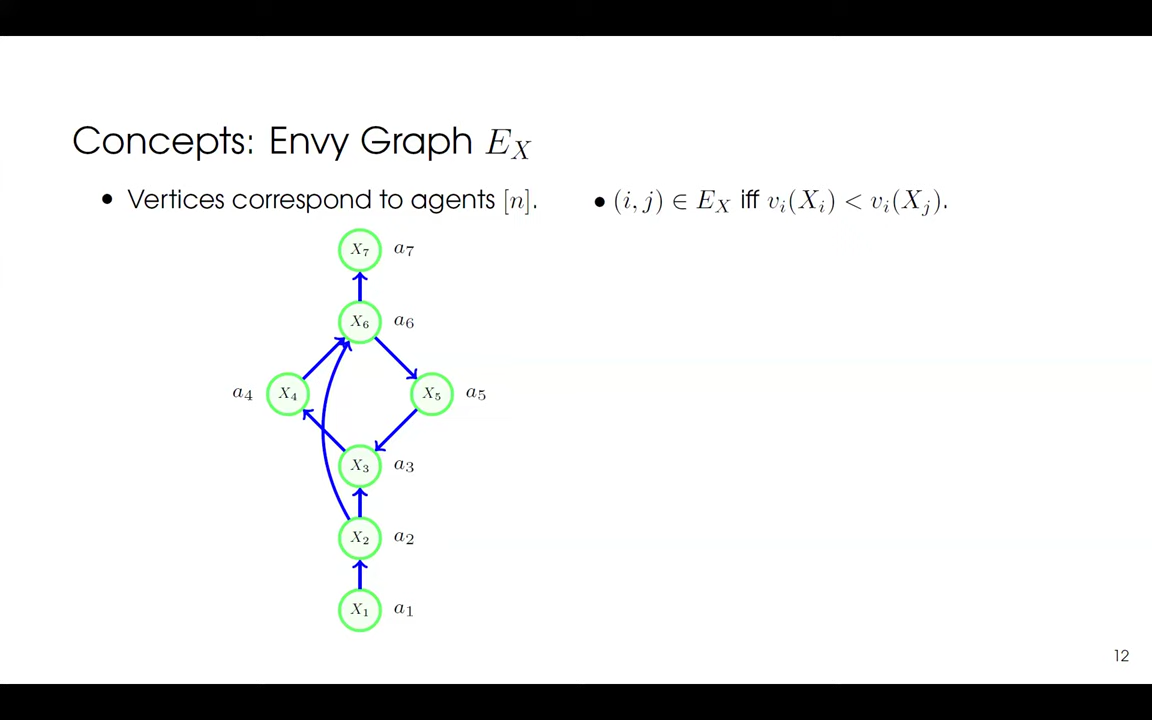 Concepts: Envy Graph $E_X$
• Vertices correspond to agents $[n]$. • $(i, j) \in E_X$ iff $v_i(X_i) < v_i(X_j)$.
$X_7$ $a_7$
$X_6$ $a_6$
$a_4$ $X_4$ $X_5$ $a_5$
$X_3$ $a_3$
$X_2$ $a_2$
$X_1$ $a_1$
12